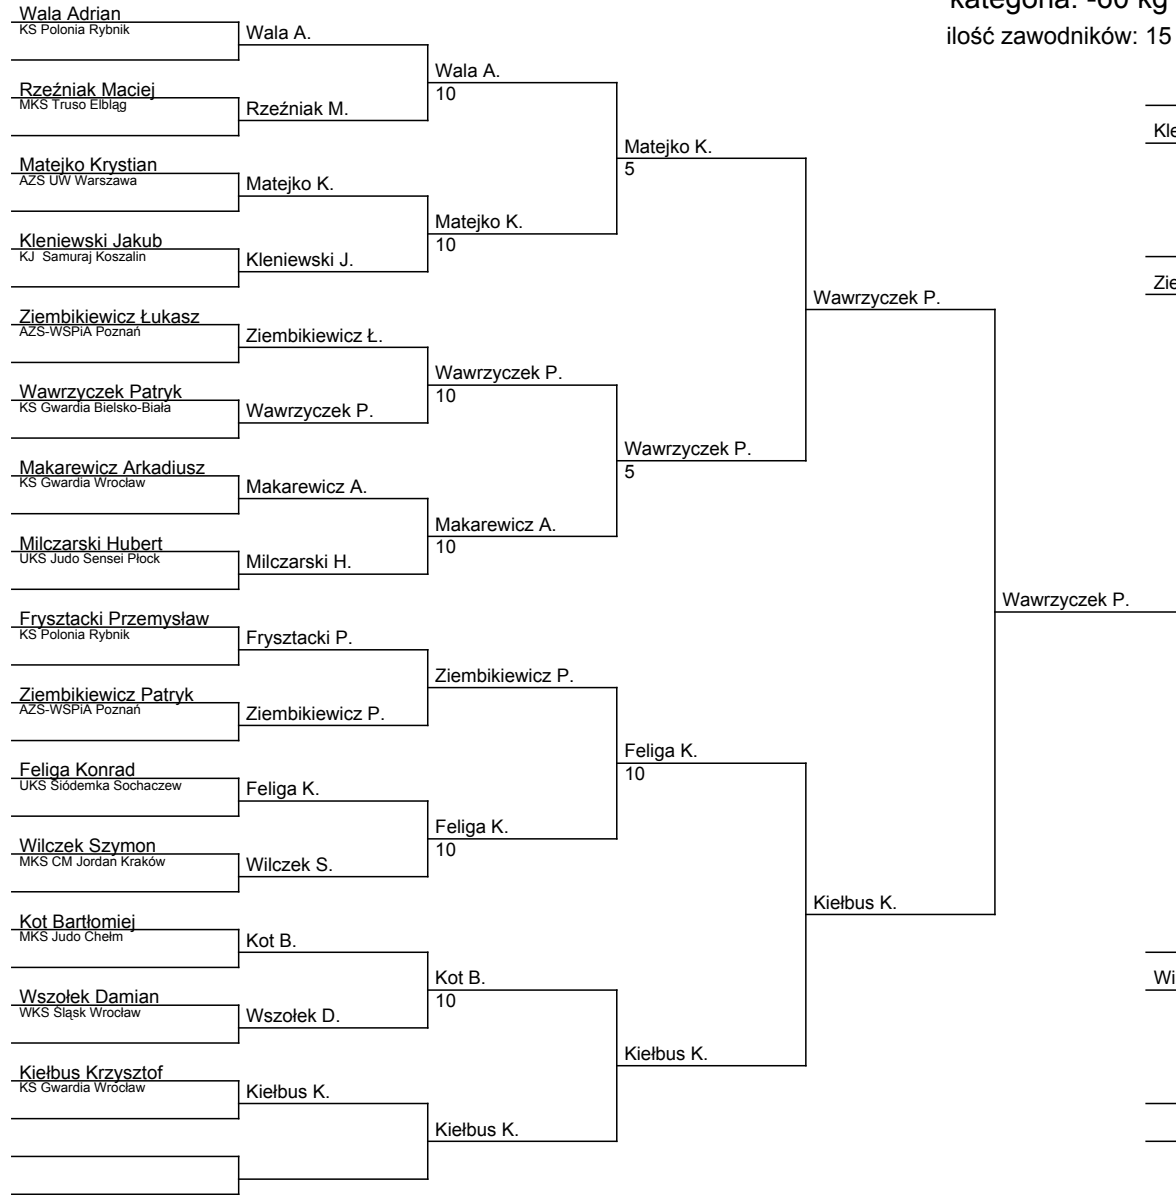 kategoria: -60 kg
ilość zawodników: 15
Wala Adrian
KS Polonia Rybnik
Rzeźniak Maciej
MKS Truso Elbląg
Matejko Krystian
AZS UW Warszawa
Kleniewski Jakub
KJ Samuraj Koszalin
Ziembikiewicz Łukasz
AZS-WSPiA Poznań
Wawrzyczek Patryk
KS Gwardia Bielsko-Biała
Makarewicz Arkadiusz
KS Gwardia Wrocław
Milczarski Hubert
UKS Judo Sensei Płock
Frysztacki Przemysław
KS Polonia Rybnik
Ziembikiewicz Patryk
AZS-WSPiA Poznań
Feliga Konrad
UKS Siódemka Sochaczew
Wilczek Szymon
MKS CM Jordan Kraków
Kot Bartłomiej
MKS Judo Chełm
Wszołek Damian
WKS Śląsk Wrocław
Kiełbus Krzysztof
KS Gwardia Wrocław
Wala A.
Rzeźniak M.
Matejko K.
Kleniewski J.
Ziembikiewicz Ł.
Wawrzyczek P.
Makarewicz A.
Milczarski H.
Frysztacki P.
Ziembikiewicz P.
Feliga K.
Wilczek S.
Kot B.
Wszołek D.
Kiełbus K.
Wala A.
10
Matejko K.
10
Wawrzyczek P.
10
Makarewicz A.
10
Ziembikiewicz P.
Feliga K.
10
Kot B.
10
Kiełbus K.
Matejko K.
5
Wawrzyczek P.
5
Feliga K.
10
Kiełbus K.
Wawrzyczek P.
Kiełbus K.
Wawrzyczek P.
Kle
Zie
Wi